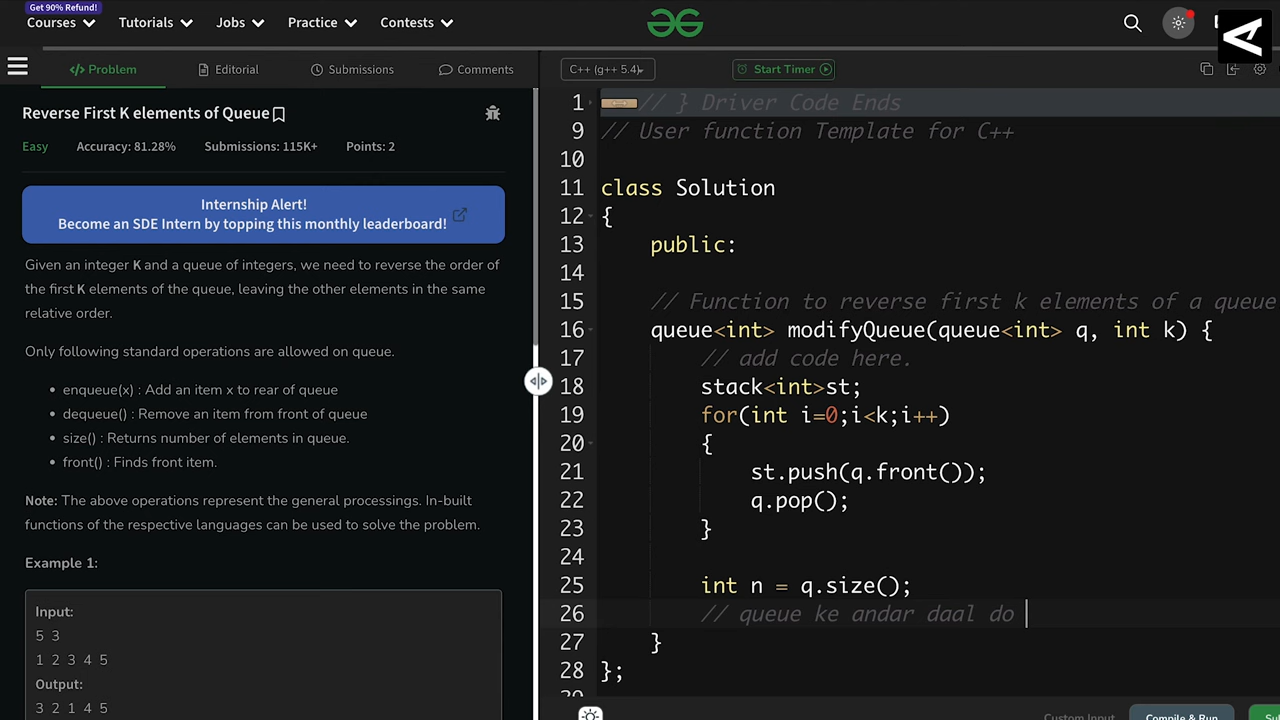 Get 90% Refund!
Courses Tutorials Jobs Practice Contests
Problem Editorial Submissions Comments
C++ (g++ 5.4) Start Timer
Reverse First K elements of Queue
Easy Accuracy: 81.28% Submissions: 115K+ Points: 2
Internship Alert!
Become an SDE Intern by topping this monthly leaderboard!
Given an integer K and a queue of integers, we need to reverse the order of
the first K elements of the queue, leaving the other elements in the same
relative order.
Only following standard operations are allowed on queue.
• enqueue(x) : Add an item x to rear of queue
• dequeue() : Remove an item from front of queue
• size() : Returns number of elements in queue.
• front() : Finds front item.
Note: The above operations represent the general processings. In-built
functions of the respective languages can be used to solve the problem.
Example 1:
Input:
5 3
1 2 3 4 5
Output:
3 2 1 4 5
1 // } Driver Code Ends
9 // User function Template for C++
10
11 class Solution
12 {
13 public:
14
15 // Function to reverse first k elements of a queue
16 queue<int> modifyQueue(queue<int> q, int k) {
17 // add code here.
18 stack<int>st;
19 for(int i=0;i<k;i++)
20 {
21 st.push(q.front());
22 q.pop();
23 }
24
25 int n = q.size();
26 // queue ke andar daal do
27 }
28 };
Custom Input Compile & Run